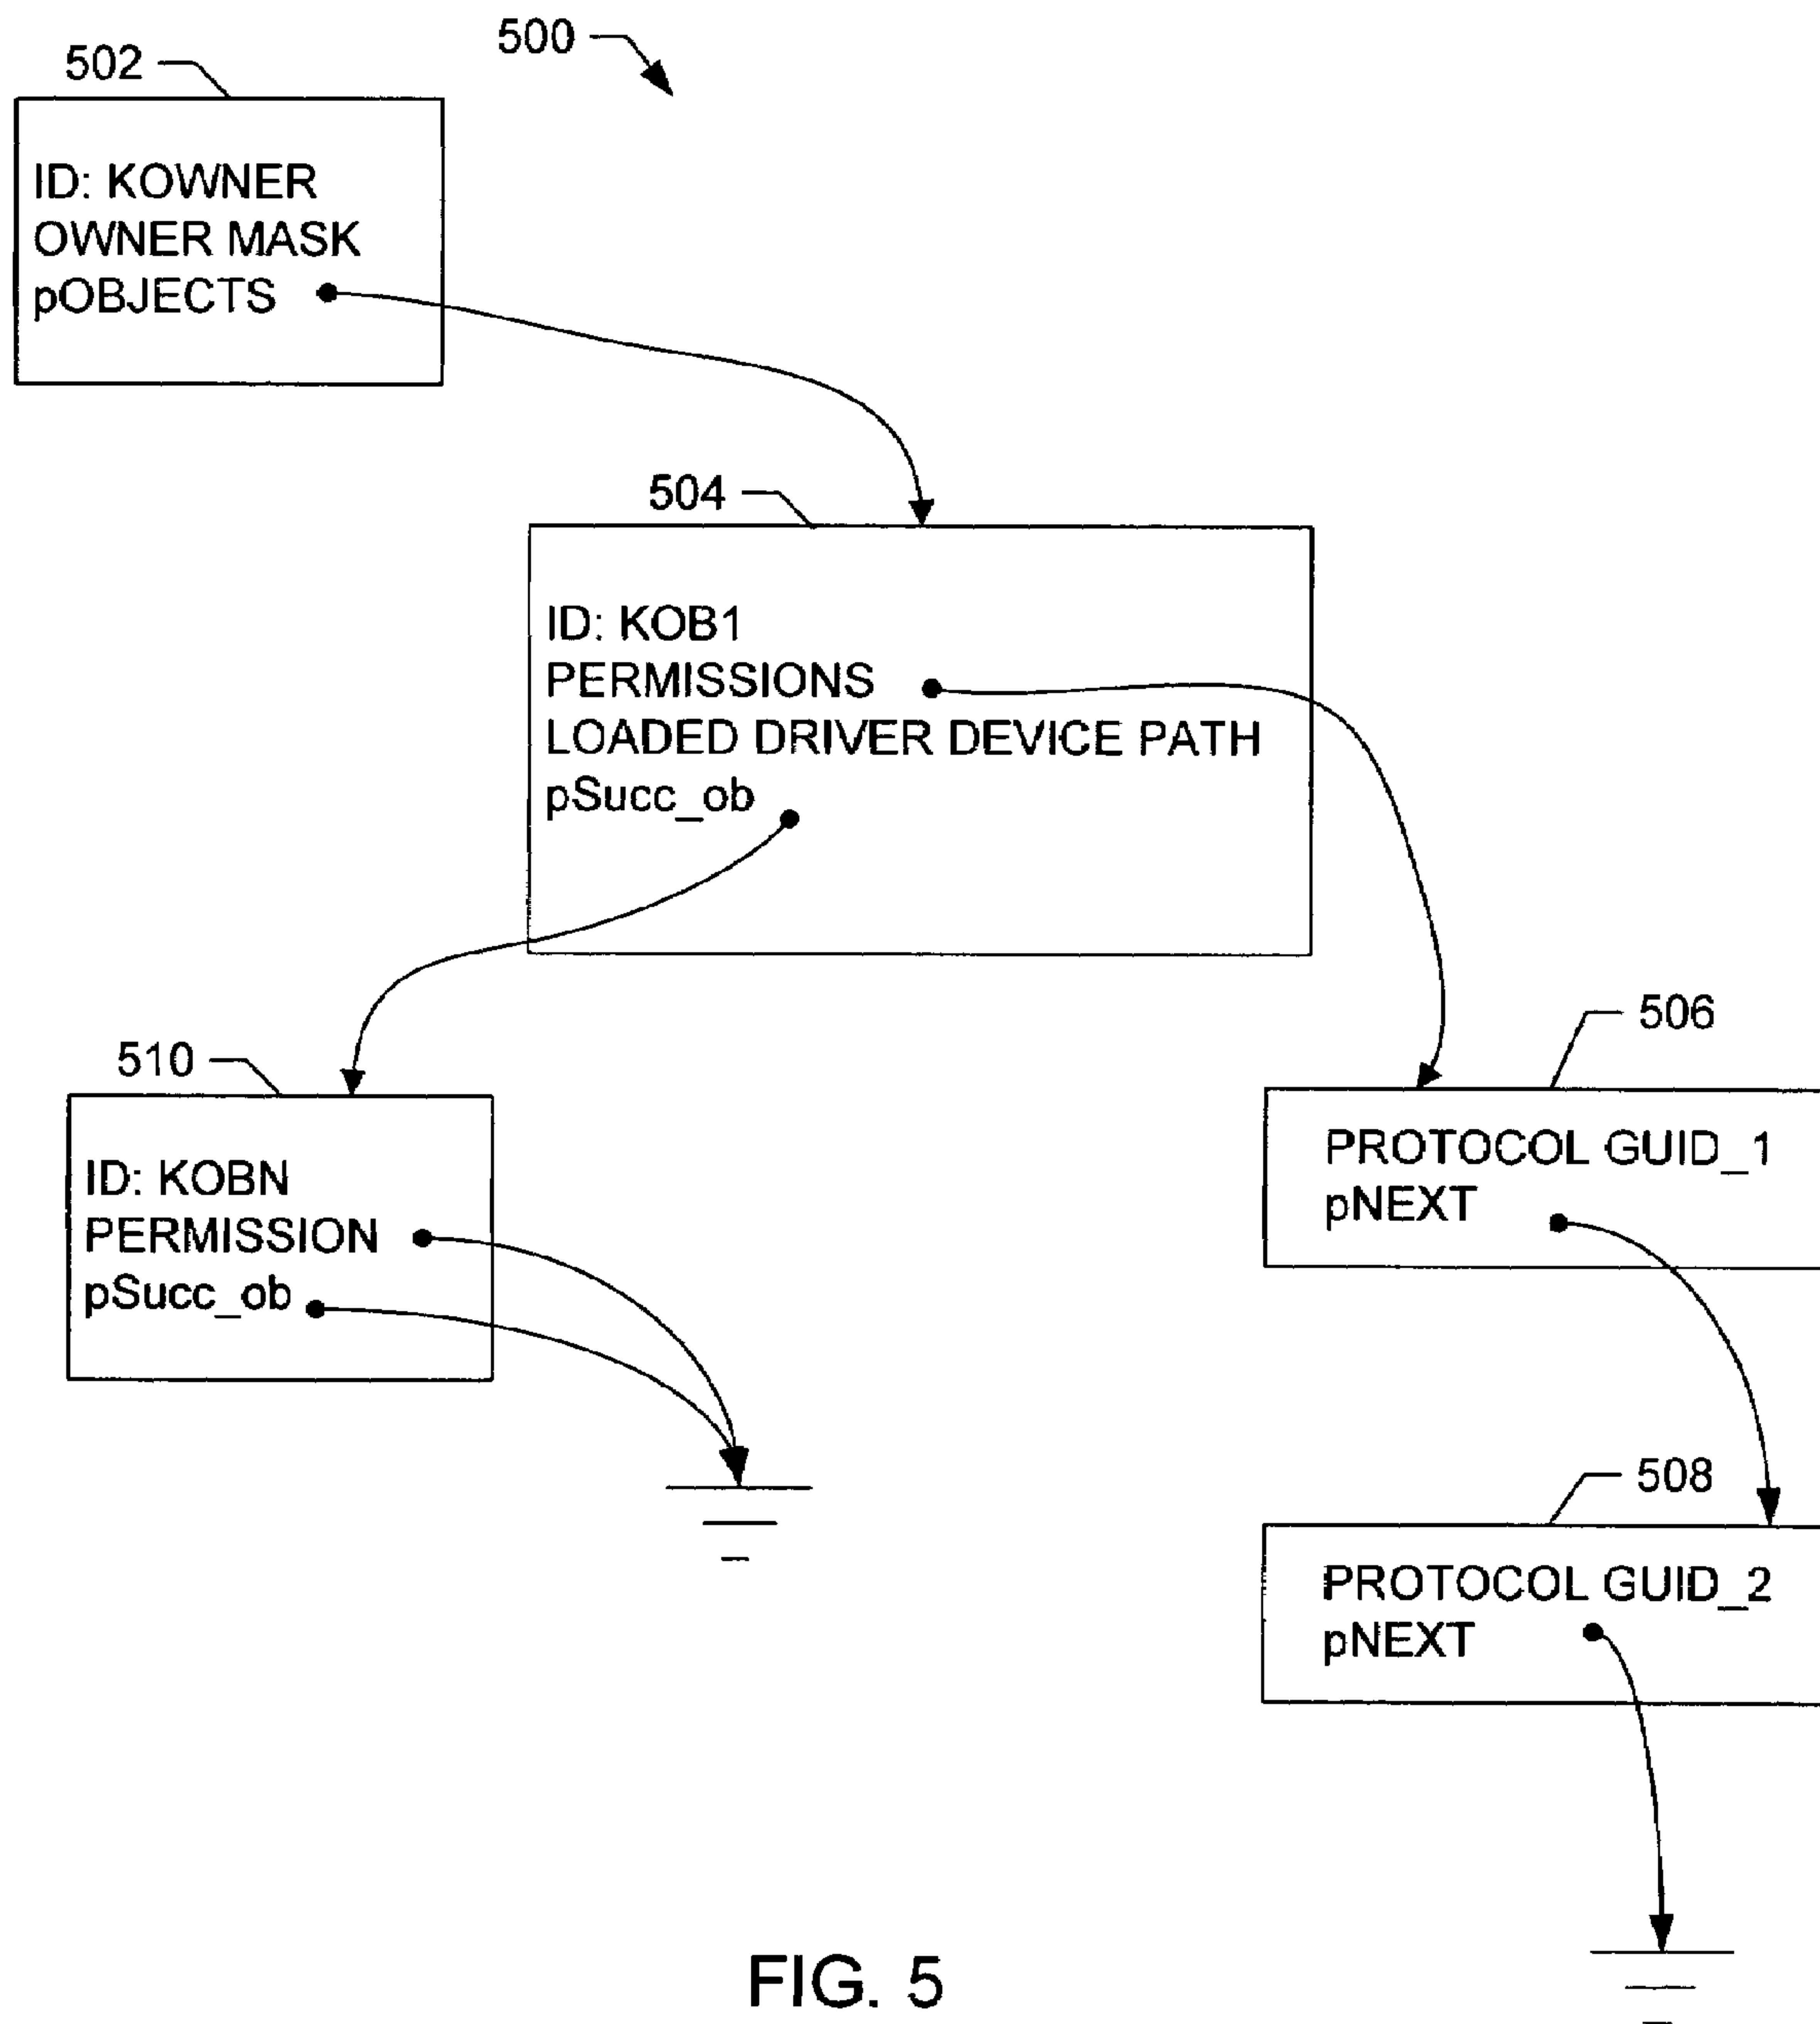 500
502
ID: KOWNER
OWNER MASK
pOBJECTS
504
ID: KOB1
PERMISSIONS
LOADED DRIVER DEVICE PATH
pSucc_ob
506
PROTOCOL GUID_1
pNEXT
510
ID: KOBN
PERMISSION
pSucc_ob
508
PROTOCOL GUID_2
pNEXT
FIG. 5